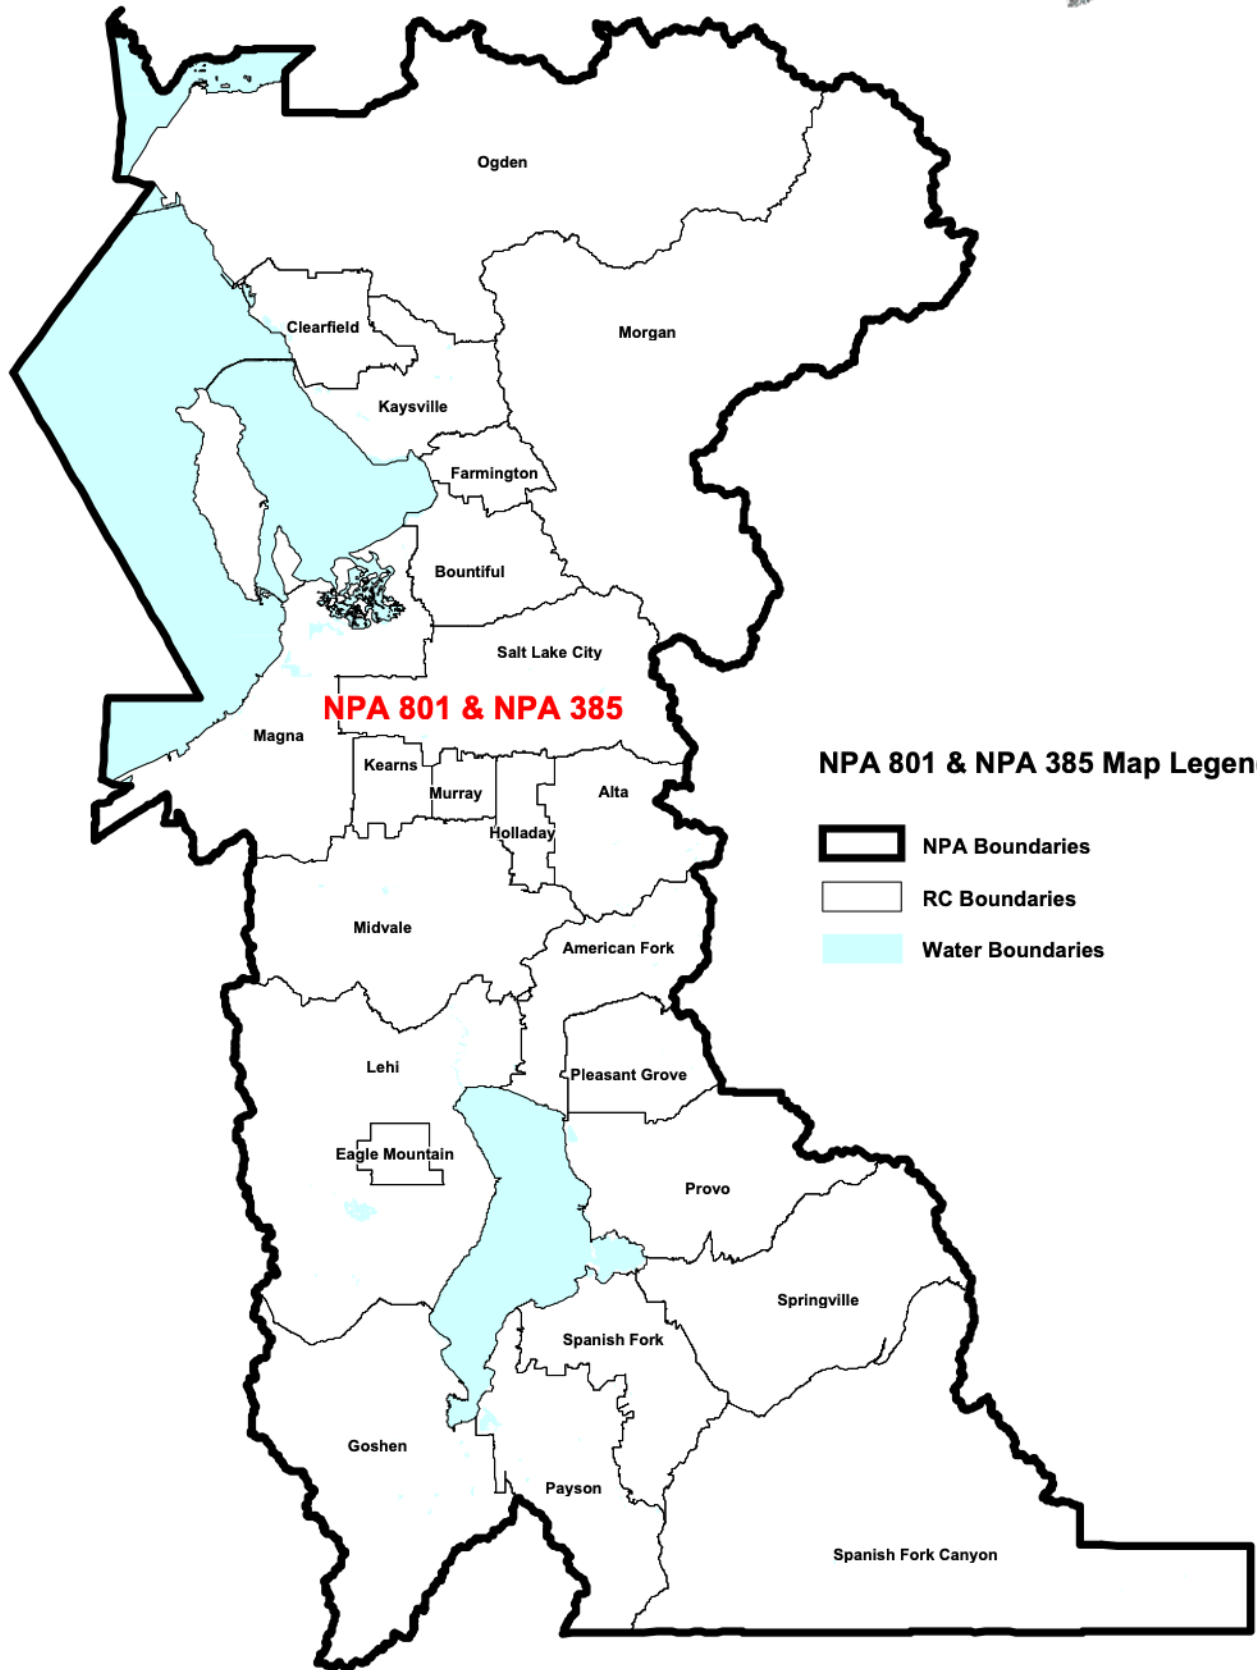 Ogden
Clearfield
Morgan
Kaysville
Farmington
Bountiful
Salt Lake City
NPA 801 & NPA 385
Magna
Kearns
Murray
Alta
Holladay
NPA 801 & NPA 385 Map Legen
NPA Boundaries
RC Boundaries
Water Boundaries
Midvale
American Fork
Lehi
Pleasant Grove
Eagle Mountain
Provo
Springville
Spanish Fork
Goshen
Payson
Spanish Fork Canyon